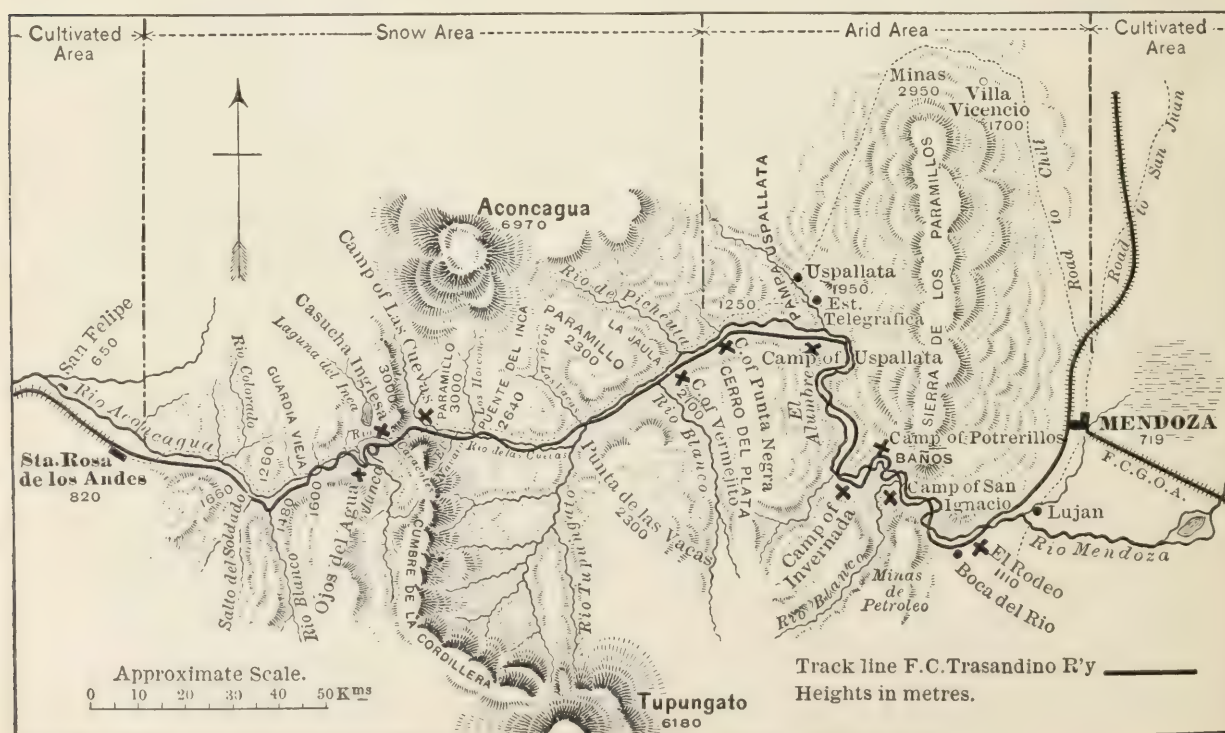 Cultivated
Area
Snow Area
Arid Area
Cultivated
Area
Minas
2950
Villa
Vicencio
1700
Road to Chili
Road to San Juan
Aconcagua
6970
PAMPA USPALLATA
SIERRA DE LOS PARAMILLOS
Uspallata
1950
Est.
Telegrafica
San Felipe
650
Rio Aconcagua
Rio
Colorado
GUARDIA VIEJA
1260
Laguna del Inca
Casucha Inglesa
3000
Camp of Las Cuevas
PARAMILLO
3000
Los Horcones
PUENTE DEL INCA
2640
Rio de Pichenta
PARAMILLO
LA
JAULA
2300
1250
Camp of Uspallata
C. of Punta Negra
CERRO DEL PLATA
C. of Vermejito
2100
El Alumbre
Rio Blanco
Camp of Potrerillos
BAÑOS
MENDOZA
719
F.C.G.O.A.
Sta. Rosa
de los Andes
820
1660
Salto del Soldado
1480
1600
Rio Blanco
Ojos del Agua
CUMBRE DE LA CORDILLERA
Rio de las Cuevas
Rio Tupungato
Punta de las Vacas
2300
Camp of
Invernada
Camp of San
Ignacio
Lujan
Rio Mendoza
El Rodeo
1110
Boca del Rio
Rio Blanco
Minas
de
Petroleo
Approximate Scale.
0 10 20 30 40 50 Kms
Tupungato
6180
Track line F.C. Trasandino R'y
Heights in metres.